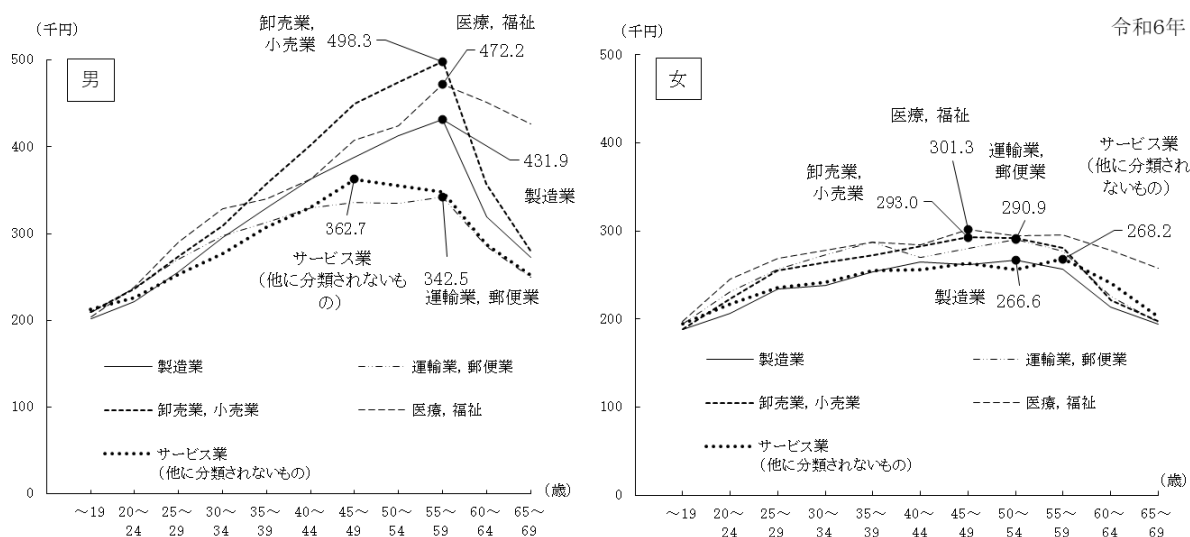 令和6年
(千円)
男
500
400
300
200
100
0
卸売業,
小売業
498.3
医療, 福祉
472.2
431.9
製造業
362.7
サービス業
(他に分類されないも
の)
342.5
運輸業, 郵便業
製造業
運輸業, 郵便業
卸売業, 小売業
医療, 福祉
サービス業
(他に分類されないもの)
(歳)
～19
20～
24
25～
29
30～
34
35～
39
40～
44
45～
49
50～
54
55～
59
60～
64
65～
69
(千円)
女
500
400
300
200
100
0
医療, 福祉
301.3
卸売業,
小売業
293.0
運輸業,
郵便業
290.9
サービス業
(他に分類され
ないもの)
268.2
製造業
266.6
製造業
運輸業, 郵便業
卸売業, 小売業
医療, 福祉
サービス業
(他に分類されないもの)
(歳)
～19
20～
24
25～
29
30～
34
35～
39
40～
44
45～
49
50～
54
55～
59
60～
64
65～
69